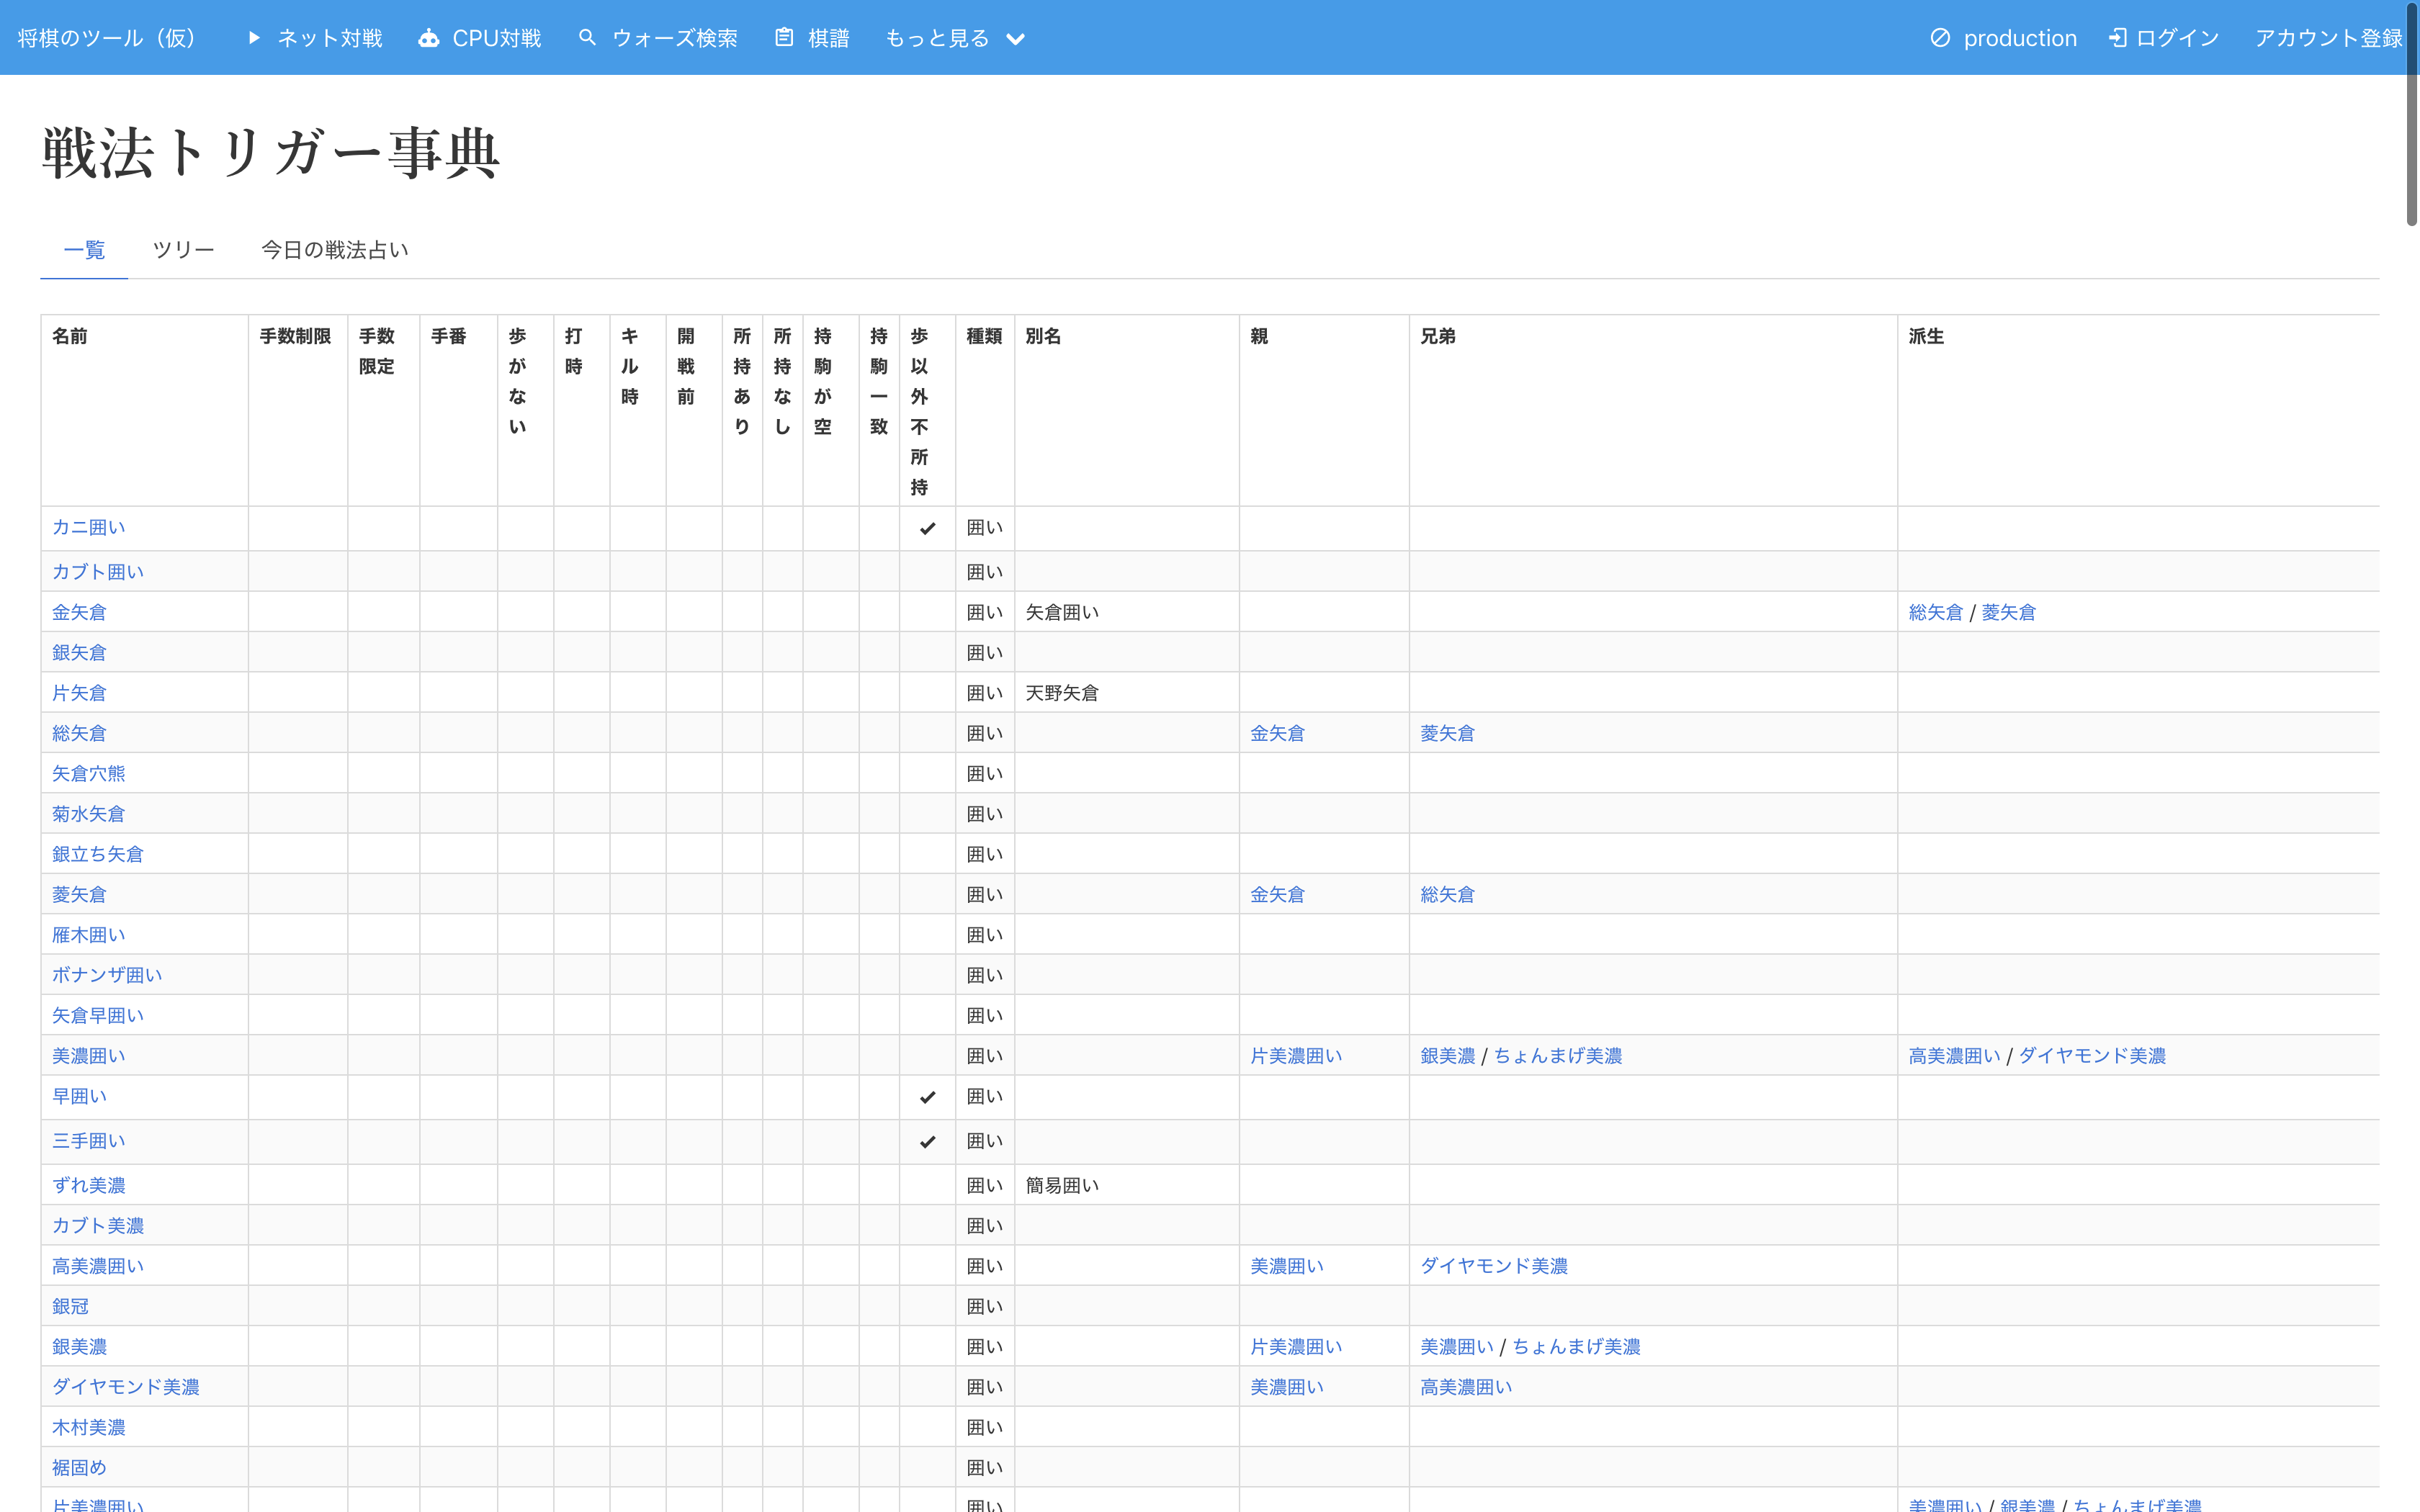 将棋のツール（仮） ネット対戦 CPU対戦 ウォーズ検索 棋譜 もっと見る production ログイン アカウント登録
戦法トリガー事典
一覧 ツリー 今日の戦法占い
名前 手数制限 手数限定 手番 歩がない 打時 キル時 開戦前 所持あり 所持なし 持駒が空 持駒一致 歩以外不所持 種類 別名 親 兄弟 派生
カニ囲い ✔ 囲い
カブト囲い 囲い
金矢倉 囲い 矢倉囲い 総矢倉 / 菱矢倉
銀矢倉 囲い
片矢倉 囲い 天野矢倉
総矢倉 囲い 金矢倉 菱矢倉
矢倉穴熊 囲い
菊水矢倉 囲い
銀立ち矢倉 囲い
菱矢倉 囲い 金矢倉 総矢倉
雁木囲い 囲い
ボナンザ囲い 囲い
矢倉早囲い 囲い
美濃囲い 囲い 片美濃囲い 銀美濃 / ちょんまげ美濃 高美濃囲い / ダイヤモンド美濃
早囲い ✔ 囲い
三手囲い ✔ 囲い
ずれ美濃 囲い 簡易囲い
カブト美濃 囲い
高美濃囲い 囲い 美濃囲い ダイヤモンド美濃
銀冠 囲い
銀美濃 囲い 片美濃囲い 美濃囲い / ちょんまげ美濃
ダイヤモンド美濃 囲い 美濃囲い 高美濃囲い
木村美濃 囲い
裾固め 囲い
片美濃囲い 囲い 美濃囲い / 銀美濃 / ちょんまげ美濃